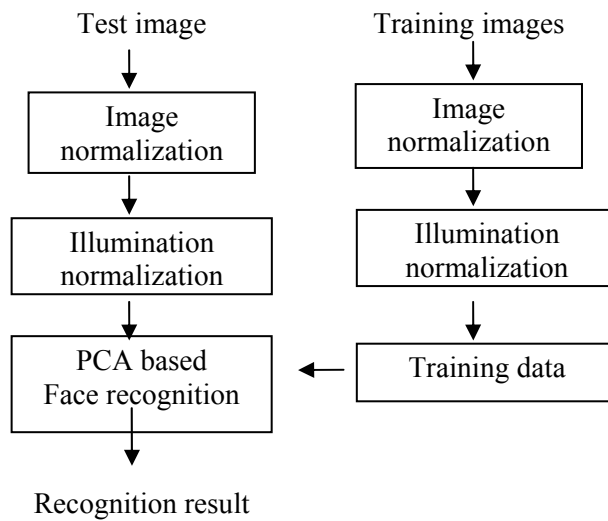 Test image
Training images
Image
normalization
Image
normalization
Illumination
normalization
Illumination
normalization
PCA based
Face recognition
Training data
Recognition result